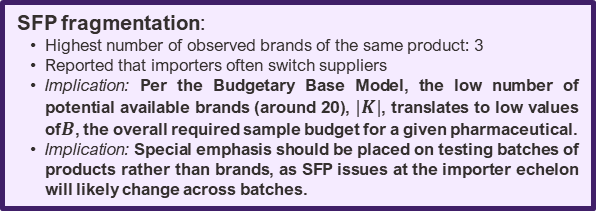 SFP fragmentation:
• Highest number of observed brands of the same product: 3
• Reported that importers often switch suppliers
• Implication: Per the Budgetary Base Model, the low number of
potential available brands (around 20), |K|, translates to low values
ofB, the overall required sample budget for a given pharmaceutical.
• Implication: Special emphasis should be placed on testing batches of
products rather than brands, as SFP issues at the importer echelon
will likely change across batches.